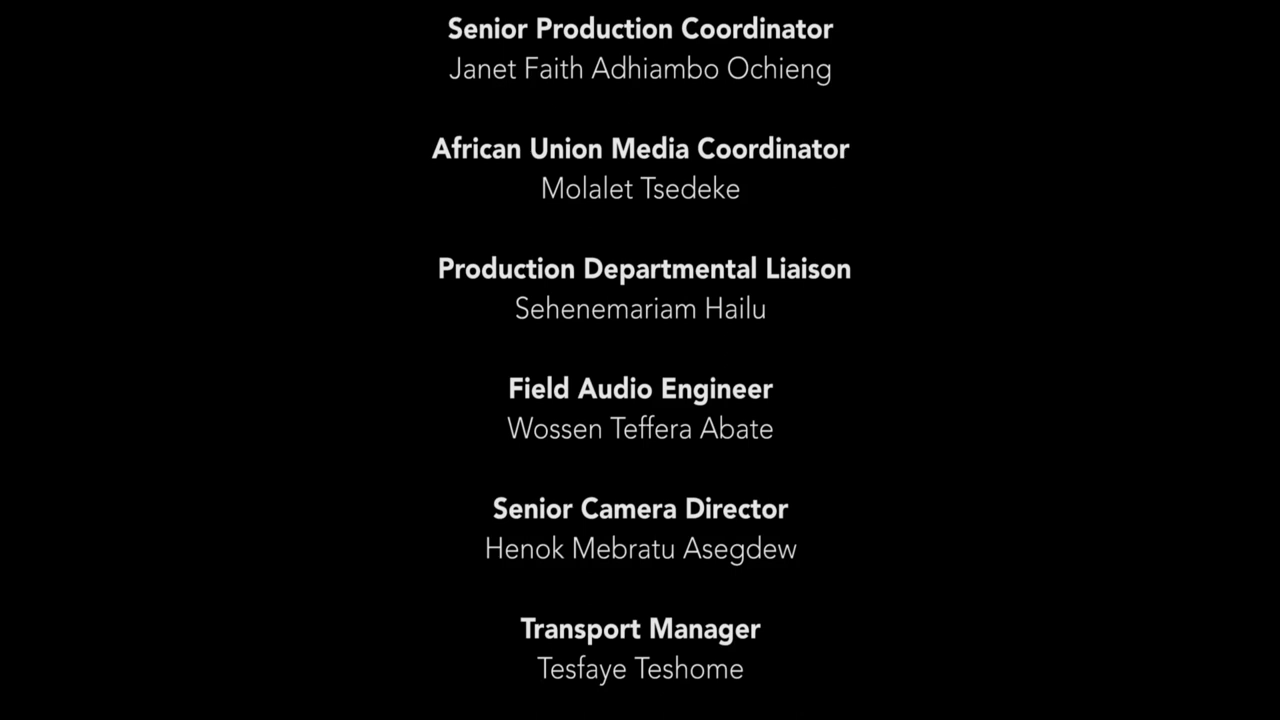 Senior Production Coordinator
Janet Faith Adhiambo Ochieng
African Union Media Coordinator
Molalet Tsedeke
Production Departmental Liaison
Sehenemariam Hailu
Field Audio Engineer
Wossen Teffera Abate
Senior Camera Director
Henok Mebratu Asegdew
Transport Manager
Tesfaye Teshome